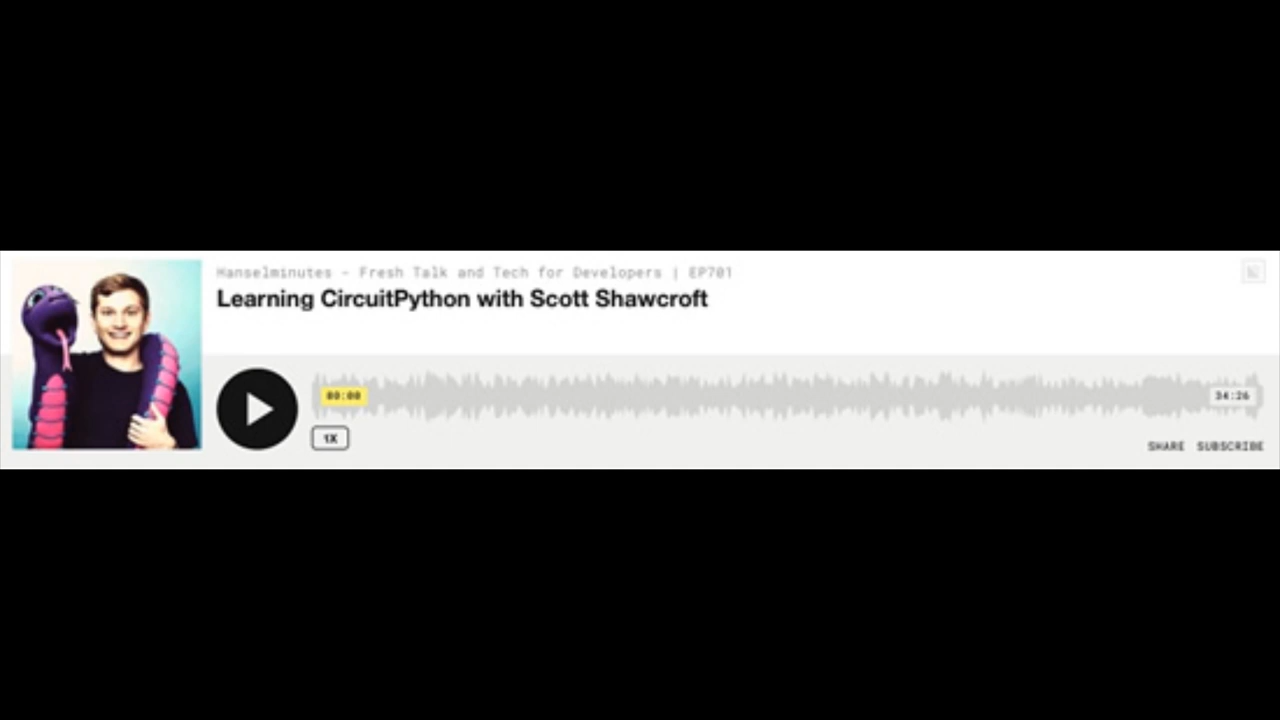 Hanselminutes - Fresh Talk and Tech for Developers | EP701
Learning CircuitPython with Scott Shawcroft
00:00
34:26
1X
SHARE SUBSCRIBE